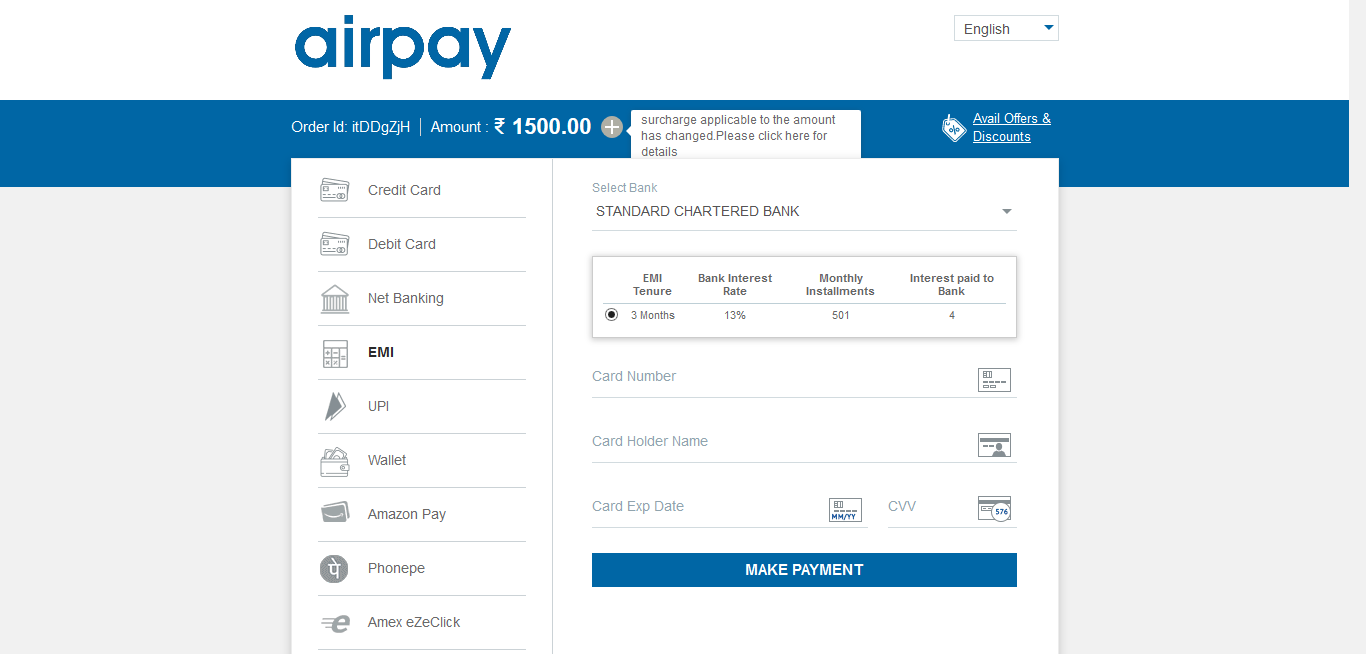 airpay
English
Order Id: itDDgZjH
Amount : ₹ 1500.00
surcharge applicable to the amount
has changed.Please click here for
details
Avail Offers &
Discounts
Credit Card
Debit Card
Net Banking
EMI
UPI
Wallet
Amazon Pay
Phonepe
Amex eZeClick
Select Bank
STANDARD CHARTERED BANK
EMI Tenure
Bank Interest Rate
Monthly Installments
Interest paid to Bank
3 Months 13% 501 4
Card Number
Card Holder Name
Card Exp Date
MM/YY
CVV
576
MAKE PAYMENT